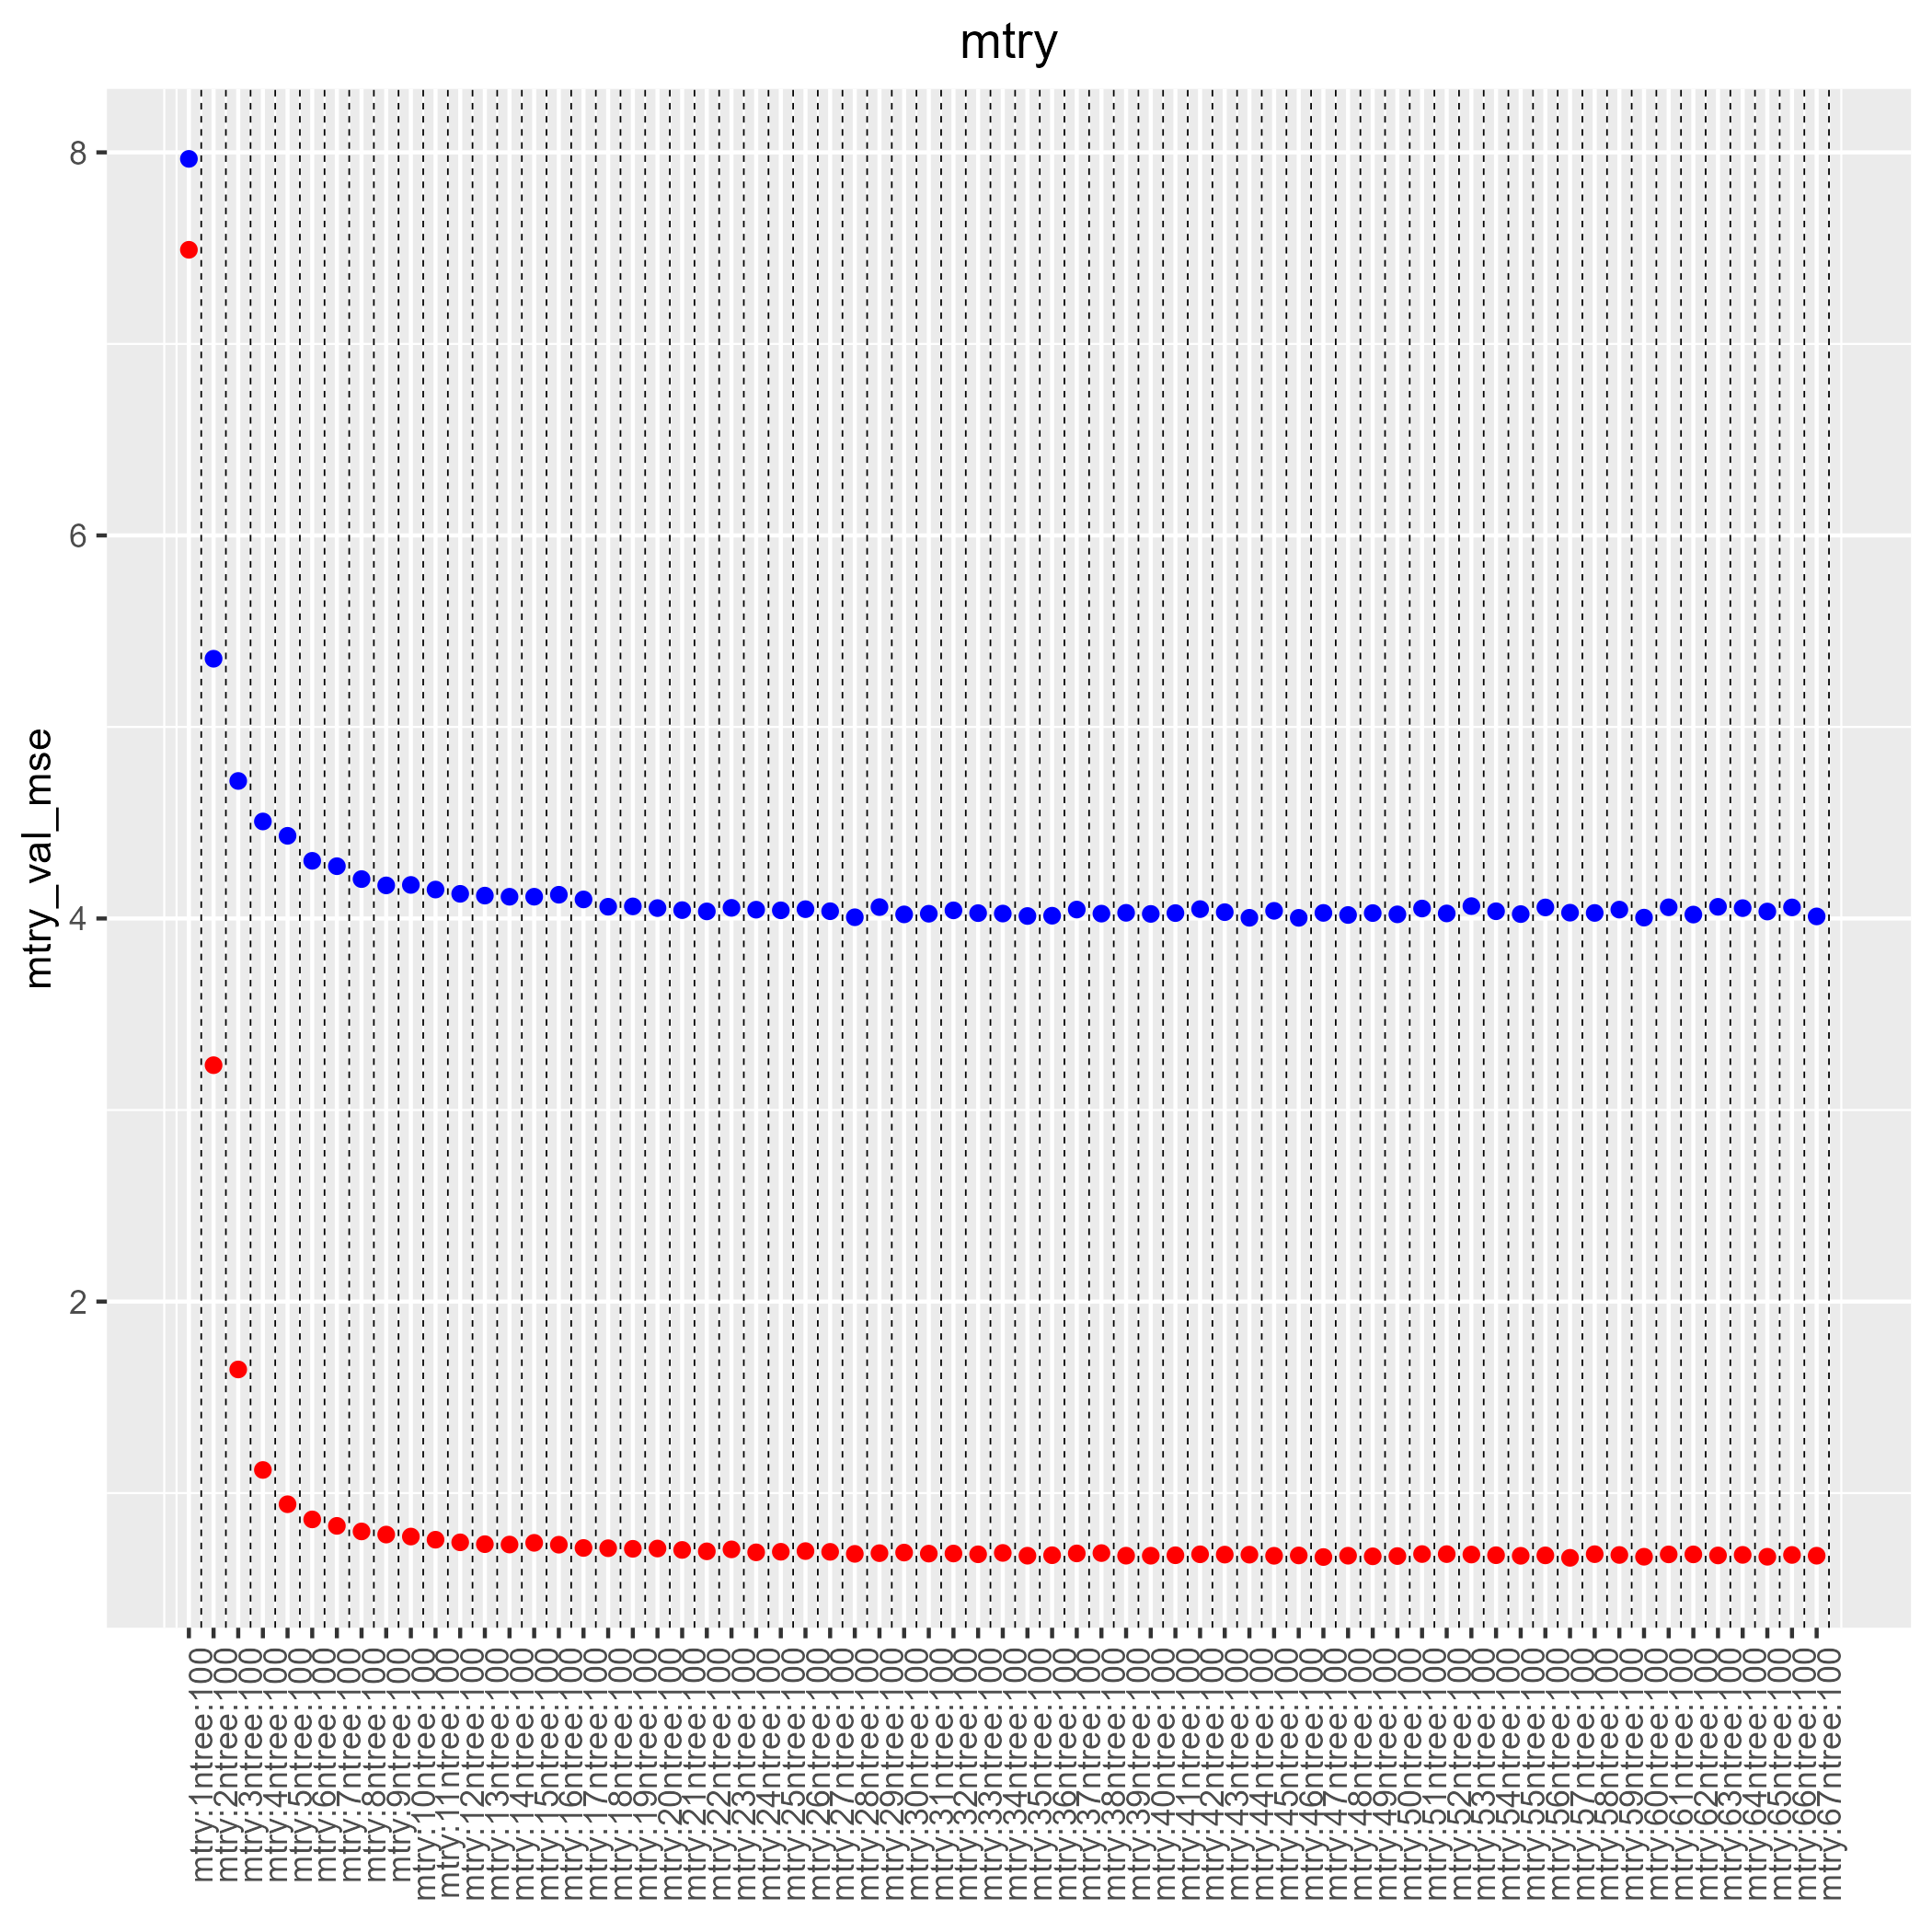 mtry
mtry_val_mse
8
6
4
2
mtry:1ntree:100
mtry:2ntree:100
mtry:3ntree:100
mtry:4ntree:100
mtry:5ntree:100
mtry:6ntree:100
mtry:7ntree:100
mtry:8ntree:100
mtry:9ntree:100
mtry:10ntree:100
mtry:11ntree:100
mtry:12ntree:100
mtry:13ntree:100
mtry:14ntree:100
mtry:15ntree:100
mtry:16ntree:100
mtry:17ntree:100
mtry:18ntree:100
mtry:19ntree:100
mtry:20ntree:100
mtry:21ntree:100
mtry:22ntree:100
mtry:23ntree:100
mtry:24ntree:100
mtry:25ntree:100
mtry:26ntree:100
mtry:27ntree:100
mtry:28ntree:100
mtry:29ntree:100
mtry:30ntree:100
mtry:31ntree:100
mtry:32ntree:100
mtry:33ntree:100
mtry:34ntree:100
mtry:35ntree:100
mtry:36ntree:100
mtry:37ntree:100
mtry:38ntree:100
mtry:39ntree:100
mtry:40ntree:100
mtry:41ntree:100
mtry:42ntree:100
mtry:43ntree:100
mtry:44ntree:100
mtry:45ntree:100
mtry:46ntree:100
mtry:47ntree:100
mtry:48ntree:100
mtry:49ntree:100
mtry:50ntree:100
mtry:51ntree:100
mtry:52ntree:100
mtry:53ntree:100
mtry:54ntree:100
mtry:55ntree:100
mtry:56ntree:100
mtry:57ntree:100
mtry:58ntree:100
mtry:59ntree:100
mtry:60ntree:100
mtry:61ntree:100
mtry:62ntree:100
mtry:63ntree:100
mtry:64ntree:100
mtry:65ntree:100
mtry:66ntree:100
mtry:67ntree:100